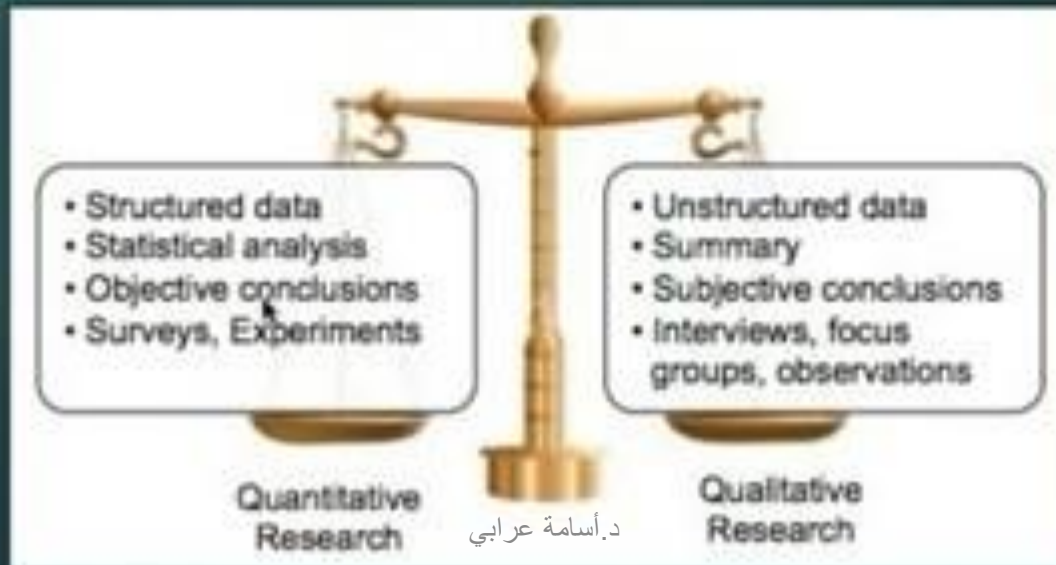 • Structured data
• Statistical analysis
• Objective conclusions
• Surveys, Experiments
• Unstructured data
• Summary
• Subjective conclusions
• Interviews, focus
groups, observations
Quantitative
Research
د.أسامة عرابي
Qualitative
Research